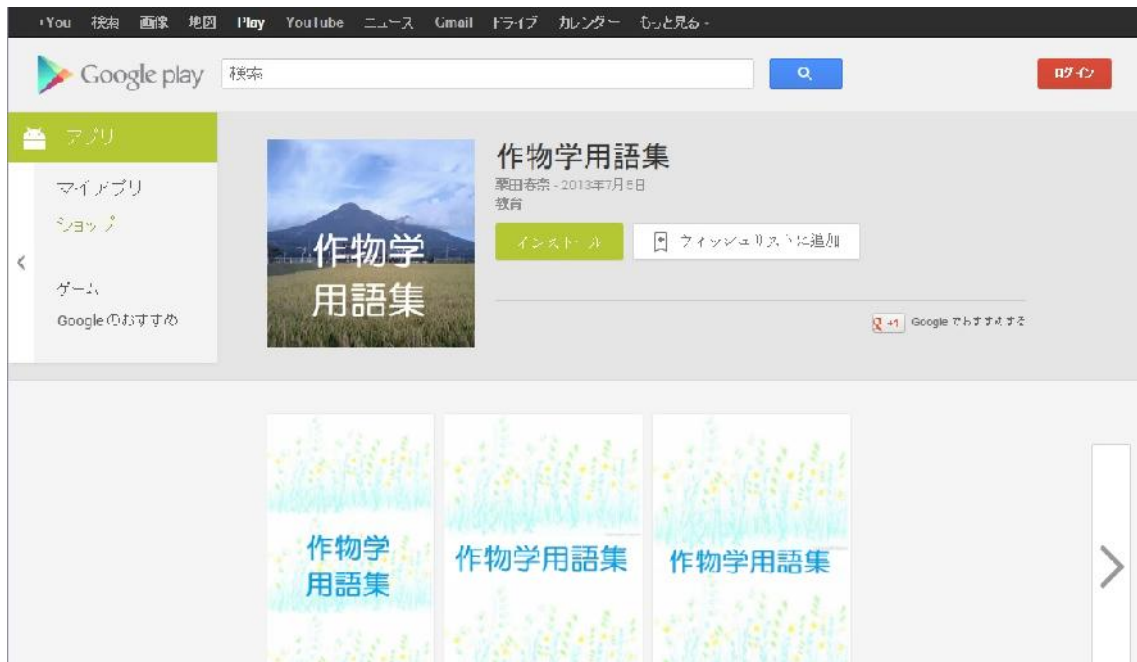 +You 検索 画像 地図 Play YouTube ニュース Gmail ドライブ カレンダー もっと見る
Google play 検索 ログイン
アプリ
マイアプリ
ショップ
ゲーム
Googleのおすすめ
作物学
用語集
作物学用語集
栗田春奈 - 2013年7月5日
教育
インストール ウィッシュリストに追加
+1 Google でおすすめする
作物学
用語集
作物学用語集
作物学用語集